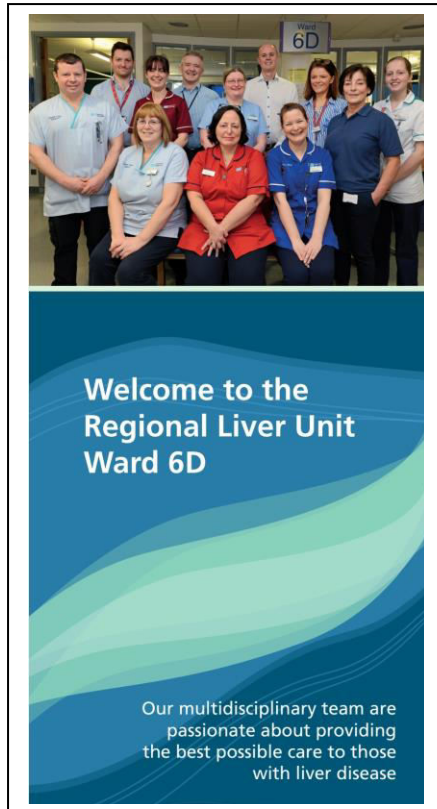 Ward
6D
Welcome to the
Regional Liver Unit
Ward 6D
Our multidisciplinary team are
passionate about providing
the best possible care to those
with liver disease